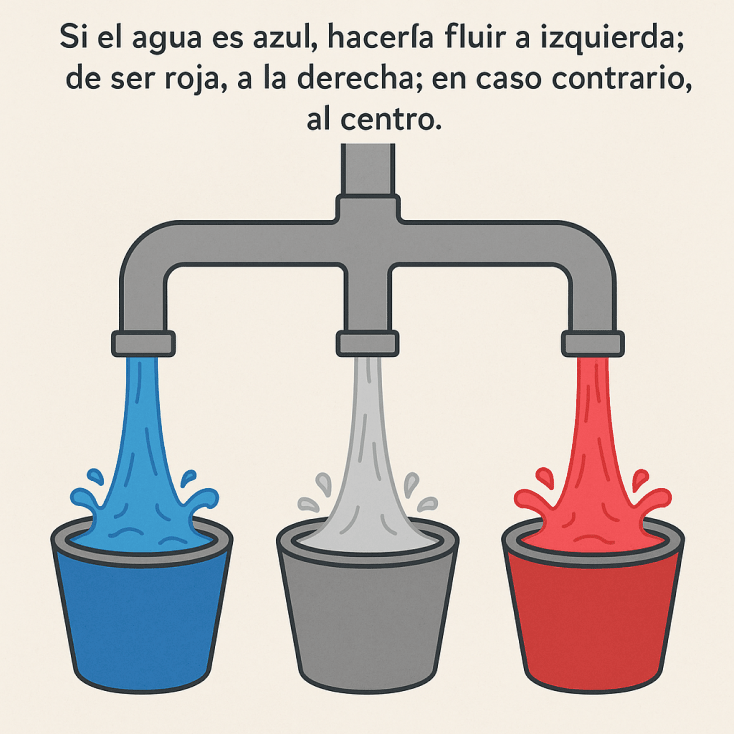 Si el agua es azul, hacería fluir a izquierda;
de ser roja, a la derecha; en caso contrario,
al centro.